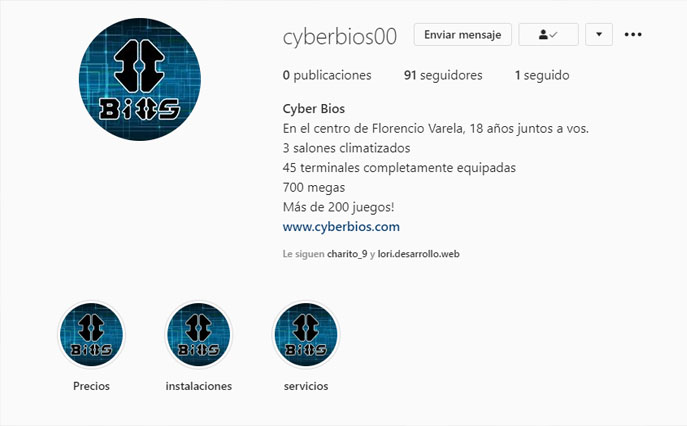 cyberbios00 Enviar mensaje
0 publicaciones 91 seguidores 1 seguido
Cyber Bios
En el centro de Florencio Varela, 18 años juntos a vos.
3 salones climatizados
45 terminales completamente equipadas
700 megas
Más de 200 juegos!
www.cyberbios.com
Le siguen charito_9 y lori.desarrollo.web
BiOS
BiOS
BiOS
BiOS
Precios instalaciones servicios